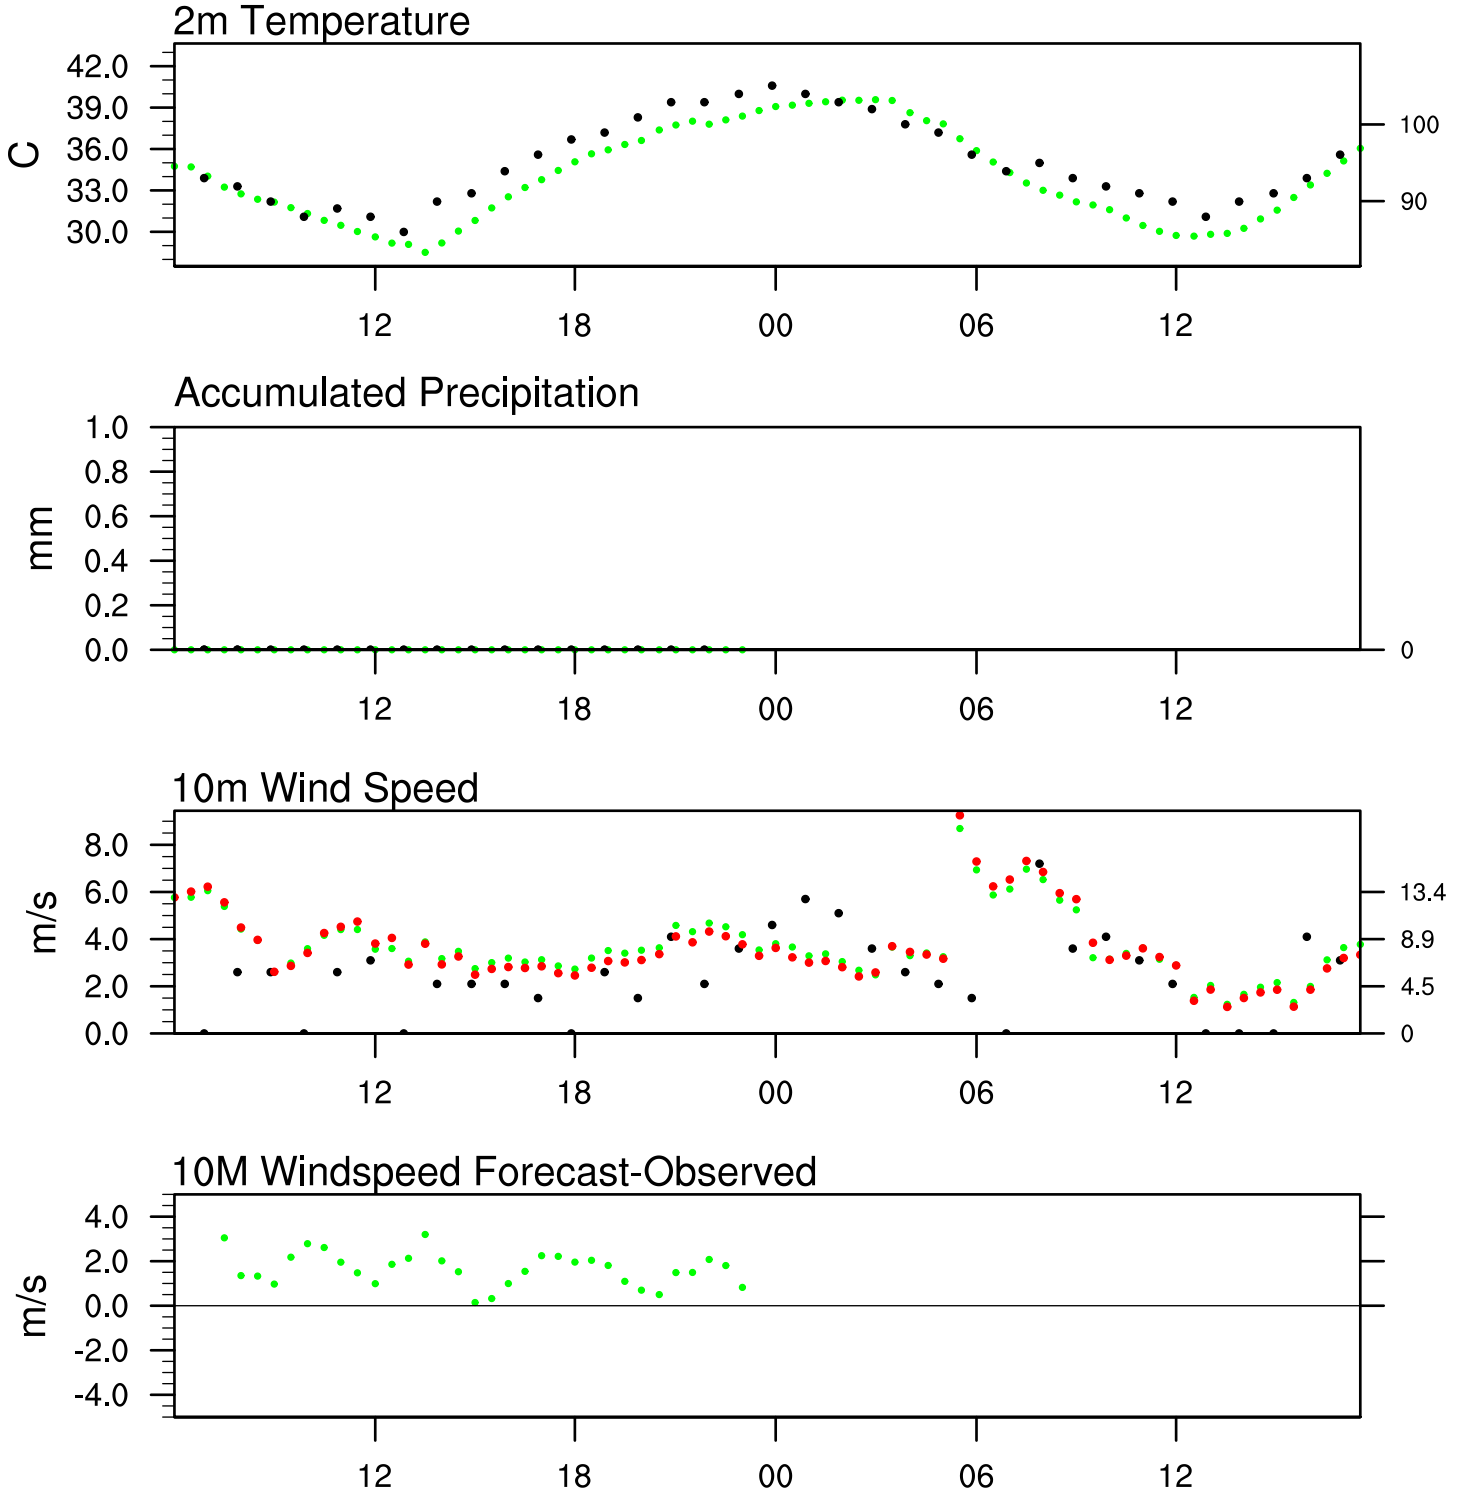 2m Temperature
42.0
39.0
36.0
33.0
30.0
C
100
90
12 18 00 06 12
Accumulated Precipitation
1.0
0.8
0.6
0.4
0.2
0.0
mm
0
12 18 00 06 12
10m Wind Speed
8.0
6.0
4.0
2.0
0.0
m/s
13.4
8.9
4.5
0
12 18 00 06 12
10M Windspeed Forecast-Observed
4.0
2.0
0.0
-2.0
-4.0
m/s
12 18 00 06 12